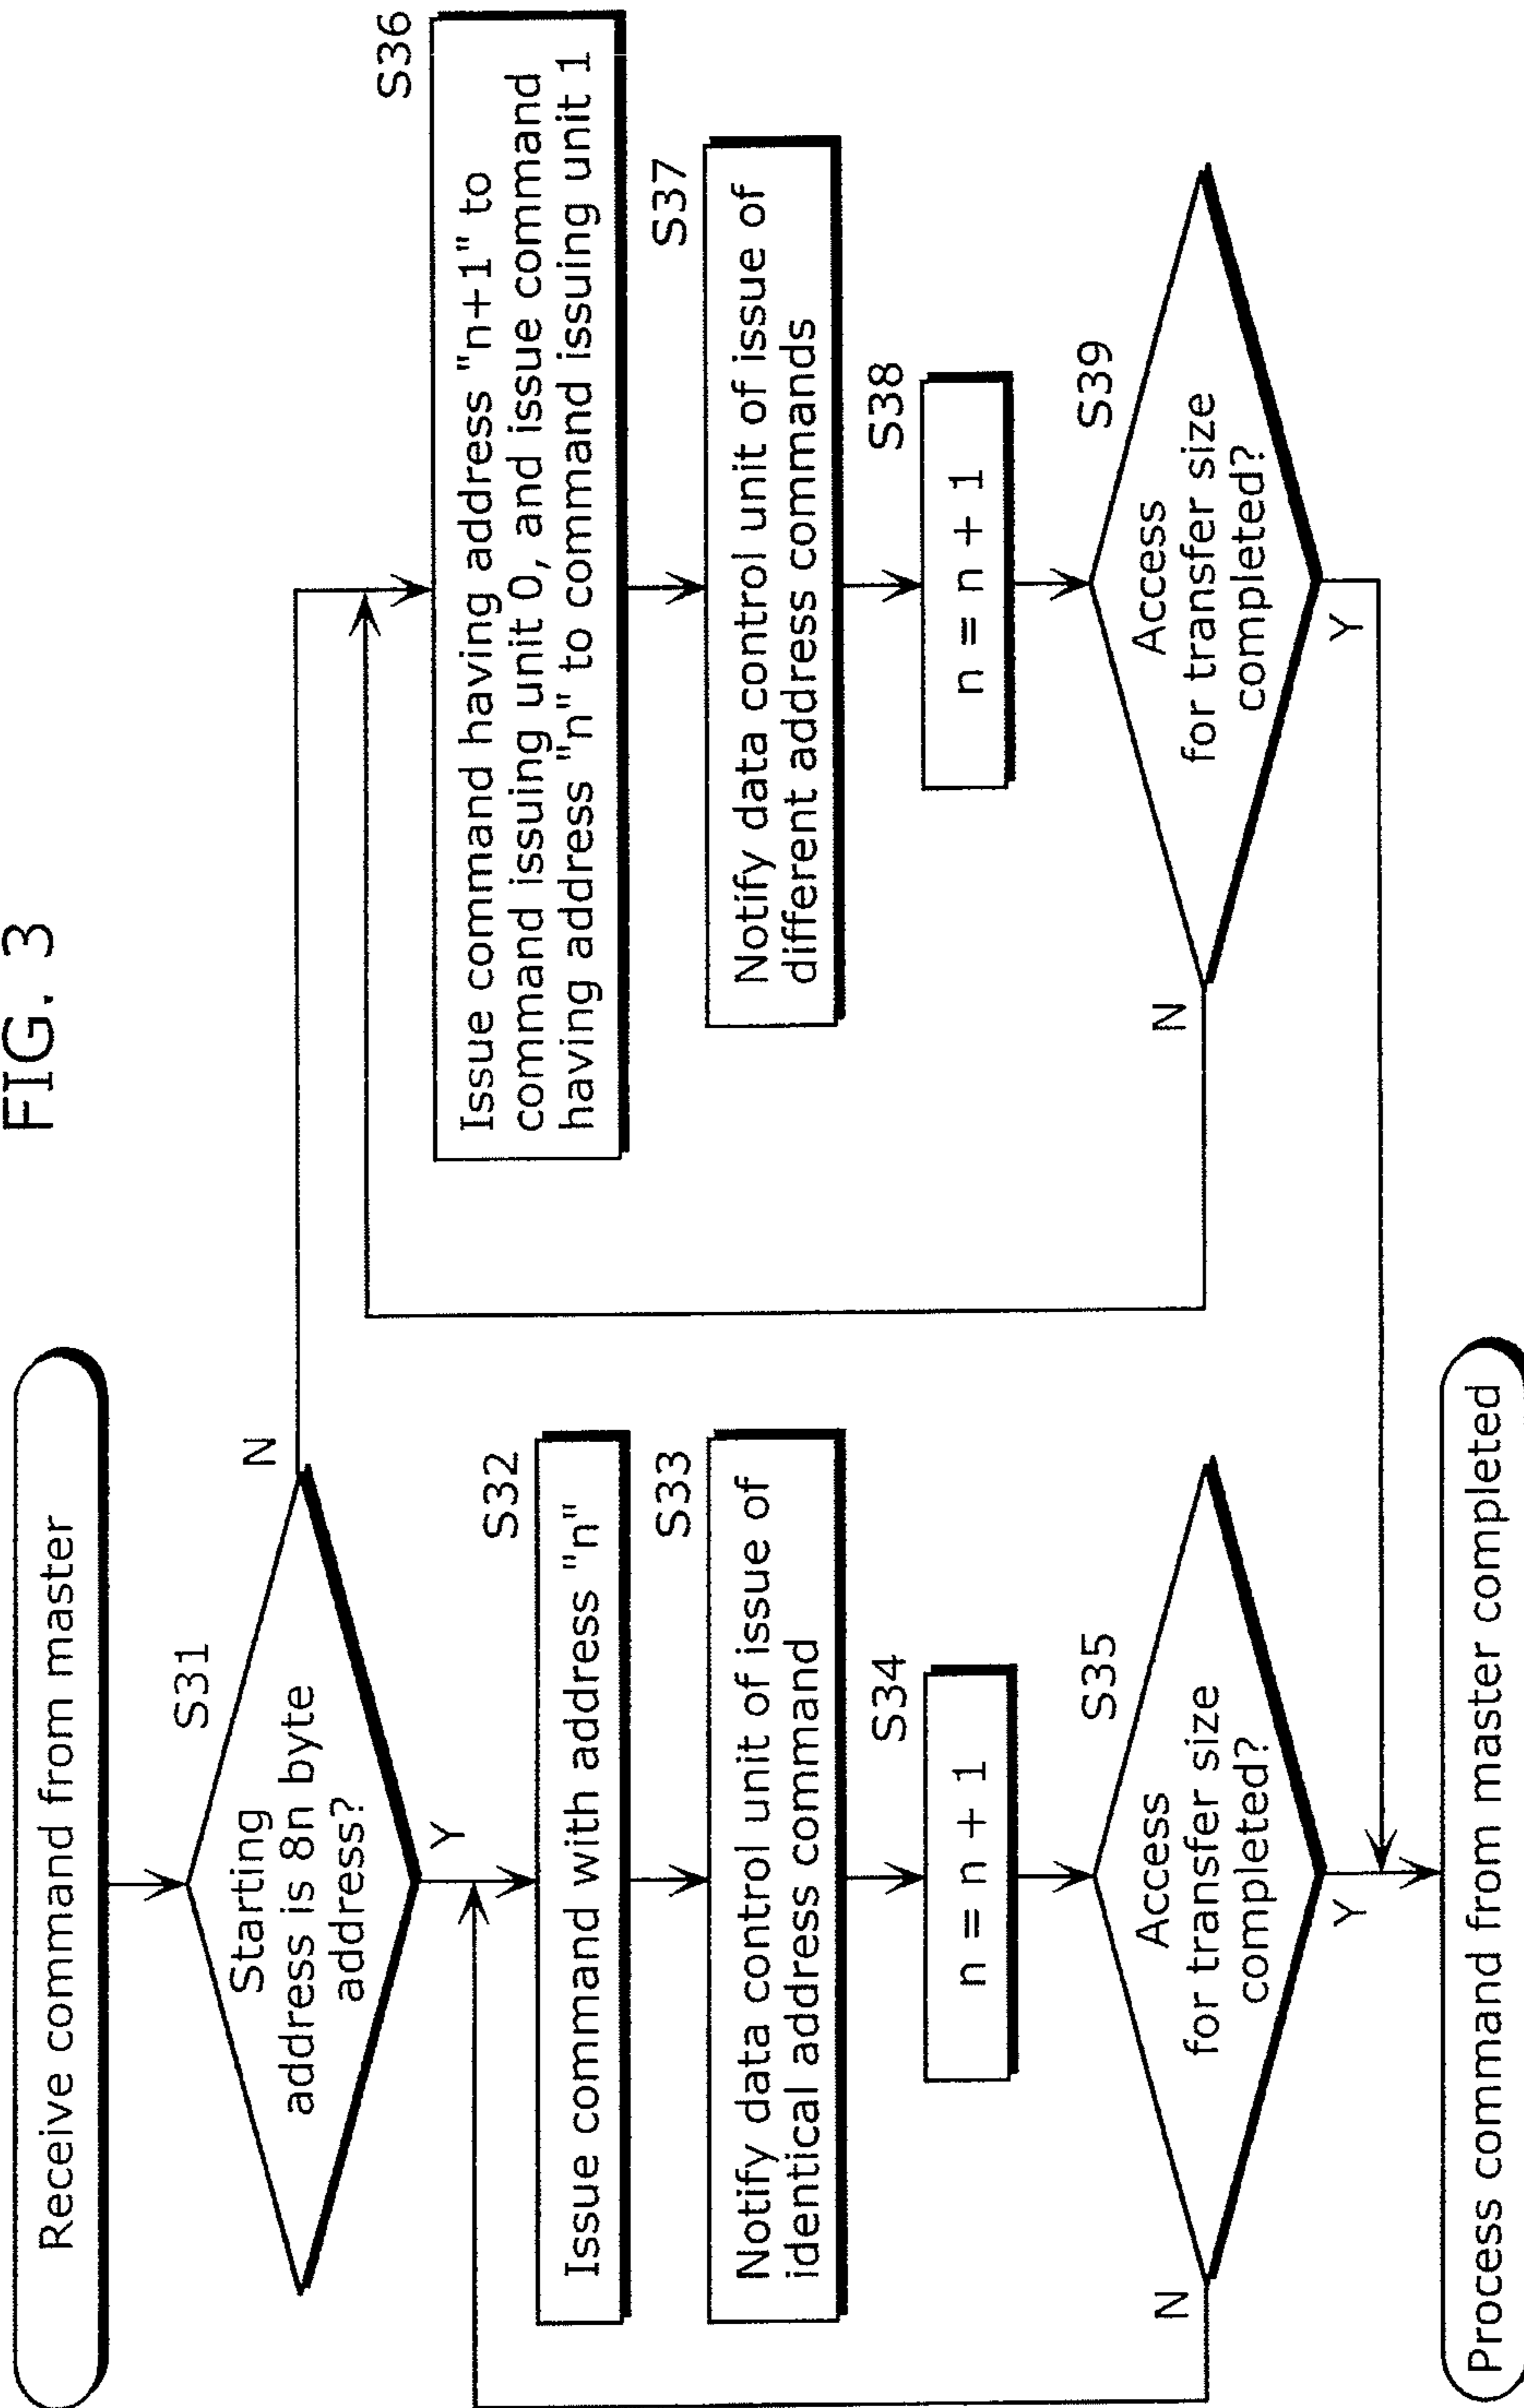 FIG. 3
Receive command from master
S31
Starting
address is 8n byte
address?
N
Y
S32
Issue command with address "n"
S33
Notify data control unit of issue of
identical address command
S34
n = n + 1
S35
Access
for transfer size
completed?
N
Y
S36
Issue command having address "n+1" to
command issuing unit 0, and issue command
having address "n" to command issuing unit 1
S37
Notify data control unit of issue of
different address commands
S38
n = n + 1
S39
Access
for transfer size
completed?
N
Y
Process command from master completed